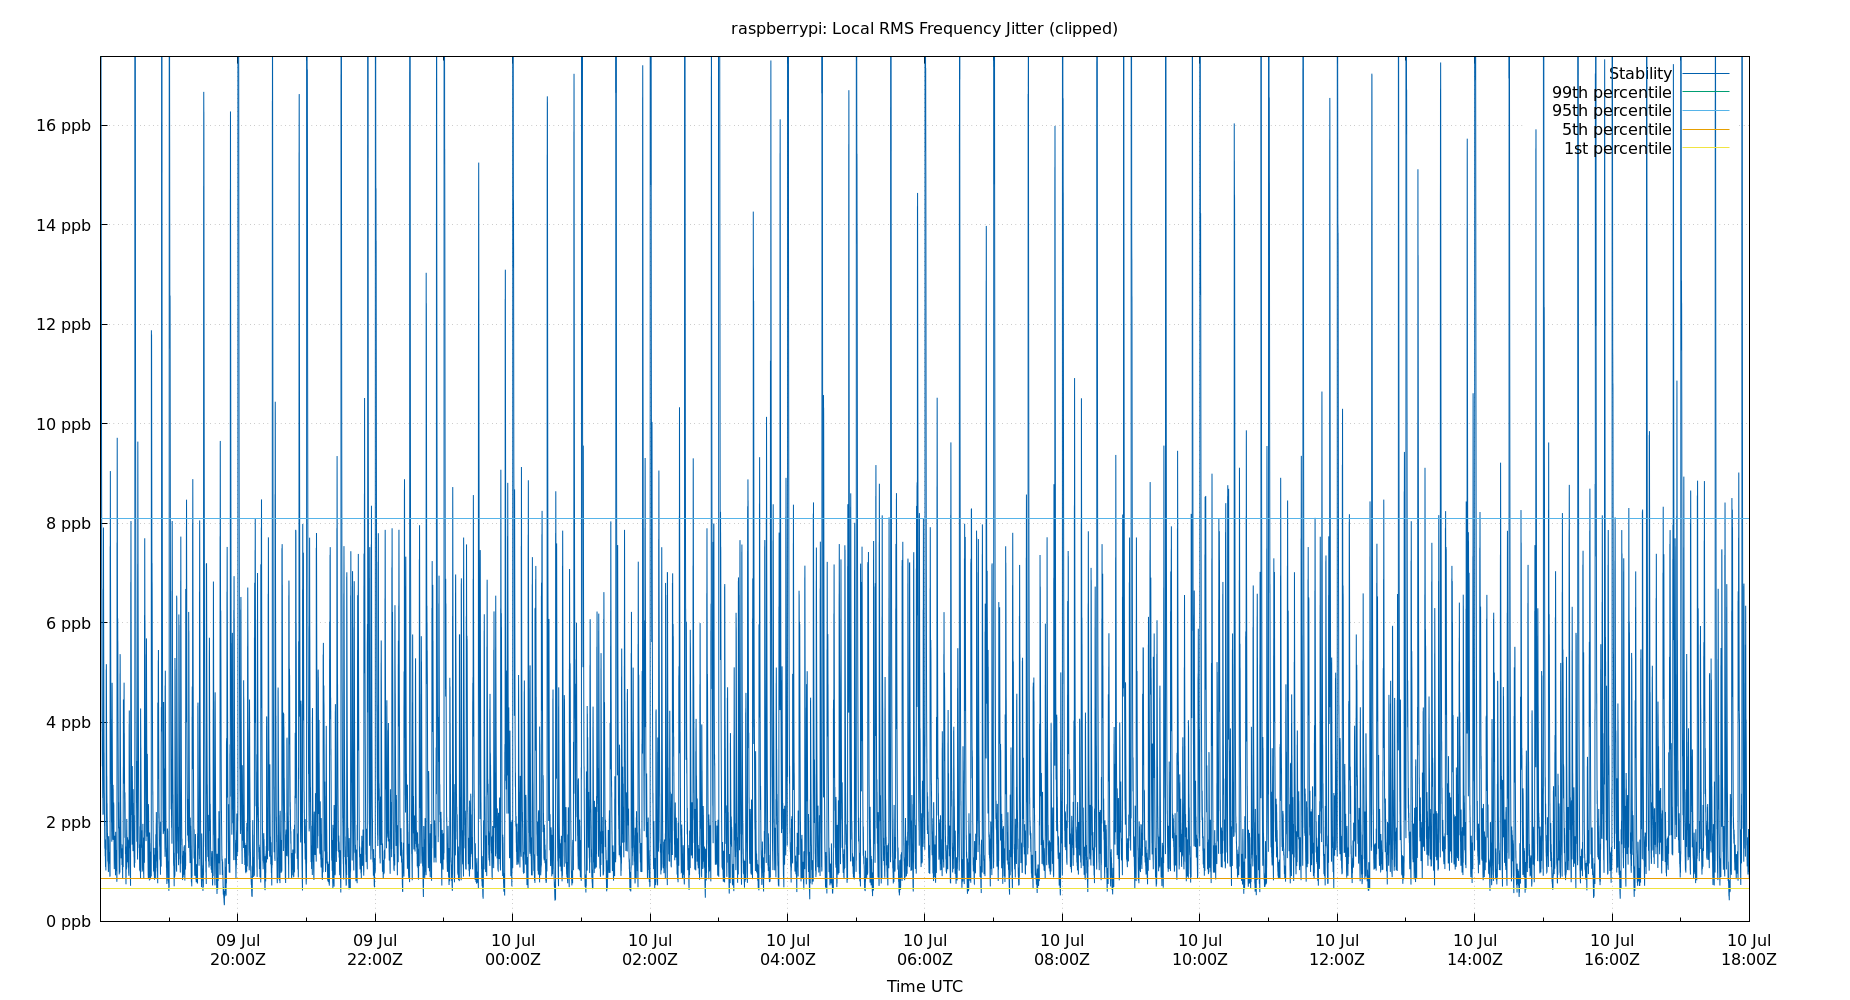 raspberrypi: Local RMS Frequency Jitter (clipped)
Stability
99th percentile
95th percentile
5th percentile
1st percentile
16 ppb
14 ppb
12 ppb
10 ppb
8 ppb
6 ppb
4 ppb
2 ppb
0 ppb
09 Jul 09 Jul 10 Jul 10 Jul 10 Jul 10 Jul 10 Jul 10 Jul 10 Jul 10 Jul 10 Jul 10 Jul
20:00Z 22:00Z 00:00Z 02:00Z 04:00Z 06:00Z 08:00Z 10:00Z 12:00Z 14:00Z 16:00Z 18:00Z
Time UTC